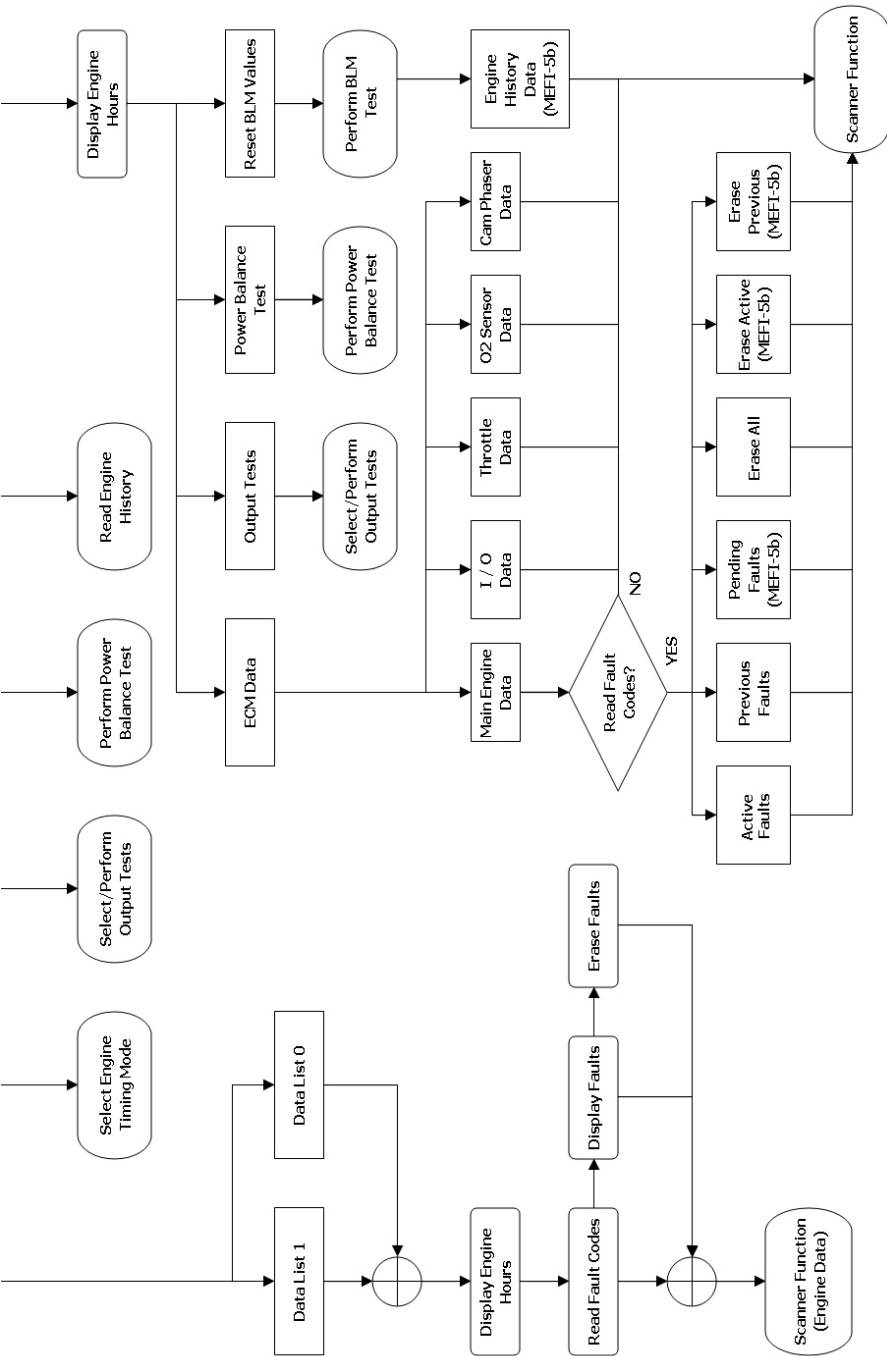 Select Engine
Timing Mode
Select/Perform
Output Tests
Perform Power
Balance Test
Read Engine
History
Display Engine
Hours
Data List 1
Data List 0
ECM Data
Output Tests
Power Balance
Test
Reset BLM Values
Select/Perform
Output Tests
Perform Power
Balance Test
Perform BLM
Test
Display Engine
Hours
Main Engine
Data
I / O
Data
Throttle
Data
O2 Sensor
Data
Cam Phaser
Data
Engine
History
Data
(MEFI-5b)
Read Fault Codes
Display Faults
Erase Faults
Read Fault
Codes?
NO
YES
Active
Faults
Previous
Faults
Pending
Faults
(MEFI-5b)
Erase All
Erase Active
(MEFI-5b)
Erase
Previous
(MEFI-5b)
Scanner Function
(Engine Data)
Scanner Function